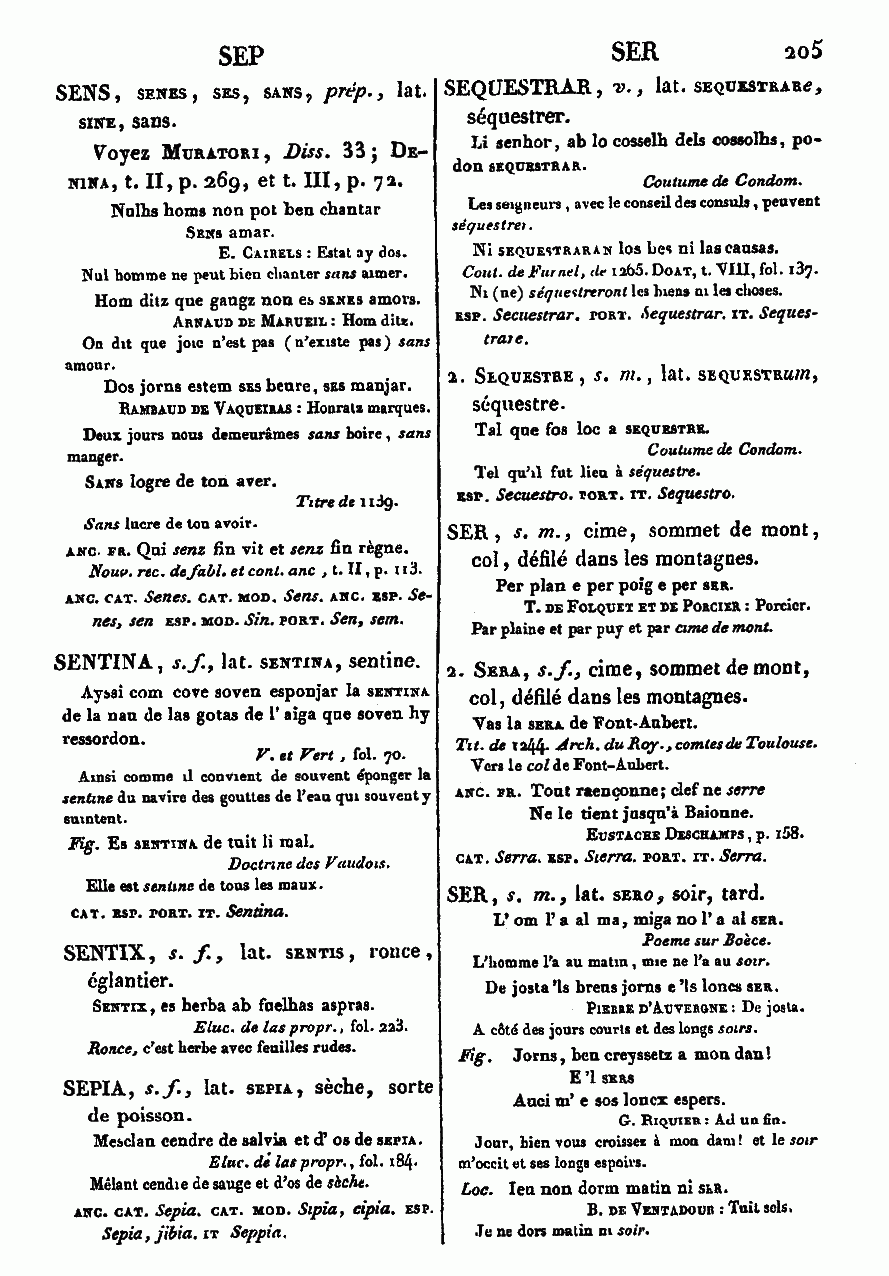 SEP
SER 205
SENS, SENES, SES, SANS, prép., lat.
SINE, sans.
Voyez MURATORI, Diss. 33; DE-
NINA, t. II, p. 269, et t. III, p. 72.
Nulhs homs non pot ben chantar
SENS amar.
E. CAIRELS : Estat ay dos.
Nul homme ne peut bien chanter sans aimer.
Hom ditz que gaugz non es SENES amors.
ARNAUD DE MARUEIL : Hom ditz.
On dit que joie n'est pas (n'existe pas) sans
amour.
Dos jorns estem SES beure, SES manjar.
RAMBAUD DE VAQUEIRAS : Honratz marques.
Deux jours nous demeurâmes sans boire, sans
manger.
SANS logre de ton aver.
Titre de 1139.
Sans lucre de ton avoir.
ANC. FR. Qui senz fin vit et senz fin règne.
Nouv. rec. de fabl. et cont. anc, t. II, p. 113.
ANC. CAT. Senes. CAT. MOD. Sens. ANC. ESP. Se-
nes, sen ESP. MOD. Sin. PORT. Sen, sem.
SENTINA, s. f., lat. SENTINA, sentine.
Ayssi com cove soven esponjar la SENTINA
de la nau de las gotas de l'aiga que soven hy
ressordon.
V. et Vert, fol. 70.
Ainsi comme il convient de souvent éponger la
sentine du navire des gouttes de l'eau qui souvent y
suintent.
Fig. Es SENTINA de tuit li mal.
Doctrine des Vaudois.
Elle est sentine de tous les maux.
CAT. ESP. PORT. IT. Sentina.
SENTIX, s. f., lat. SENTIS, ronce,
églantier.
SENTIX, es herba ab fuelhas aspras.
Eluc. de las propr., fol. 223.
Ronce, c'est herbe avec feuilles rudes.
SEPIA, s. f., lat. SEPIA, sèche, sorte
de poisson.
Mesclan cendre de salvia et d'os de SEPIA.
Eluc. de las propr., fol. 184.
Mêlant cendre de sauge et d'os de sèche.
ANC. CAT. Sepia. CAT. MOD. Sipia, cipia. ESP.
Sepia, jibia. IT Seppia.
SEQUESTRAR, v., lat. SEQUESTRARe,
séquestrer.
Li senhor, ab lo cosselh dels cossolhs, po-
don SEQUESTRAR.
Coutume de Condom.
Les seigneurs, avec le conseil des consuls, peuvent
séquestrer.
Ni SEQUESTRARAN los bes ni las causas.
Cout. de Fumel, de 1265. DOAT, t. VIII, fol. 137.
Ni (ne) séquestreront les biens ni les choses.
ESP. Secuestrar. PORT. Sequestrar. IT. Seques-
trare.
2. SEQUESTRE, s. m., lat. SEQUESTRum,
séquestre.
Tal que fos loc a SEQUESTRE.
Coutume de Condom.
Tel qu'il fut lieu à séquestre.
ESP. Secuestro. PORT. IT. Sequestro.
SER, s. m., cime, sommet de mont,
col, défilé dans les montagnes.
Per plan e per poig e per SER.
T. DE FOLQUET ET DE PORCIER : Porcier.
Par plaine et par puy et par cime de mont.
2. SERA, s. f., cime, sommet de mont,
col, défilé dans les montagnes.
Vas la SERA de Font-Aubert.
Tit. de 1244. Arch. du Roy., comtes de Toulouse.
Vers le col de Font-Aubert.
ANC. FR. Tout raençonne; clef ne serre
Ne le tient jusqu'à Baionne.
EUSTACHE DESCHAMPS, p. 158.
CAT. Serra. ESP. Sierra. PORT. IT. Serra.
SER, s. m., lat. SERO, soir, tard.
L'om l'a al ma, miga no l'a al SER.
Poeme sur Boèce.
L'homme l'a au matin, mie ne l'a au soir.
De josta'ls breus jorns e'ls loncs SER.
PIERRE D'AUVERGNE : De josta.
A côté des jours courts et des longs soirs.
Fig. Jorns, ben creyssetz a mon dan!
E'l SERS
Auci m'e sos loncx espers.
G. RIQUIER : Ad un fin.
Jour, bien vous croissez à mon dam! et le soir
m'occit et ses longs espoirs.
Loc. Ieu non dorm matin ni SER.
B. DE VENTADOUR : Tuit sels.
Je ne dors matin ni soir.